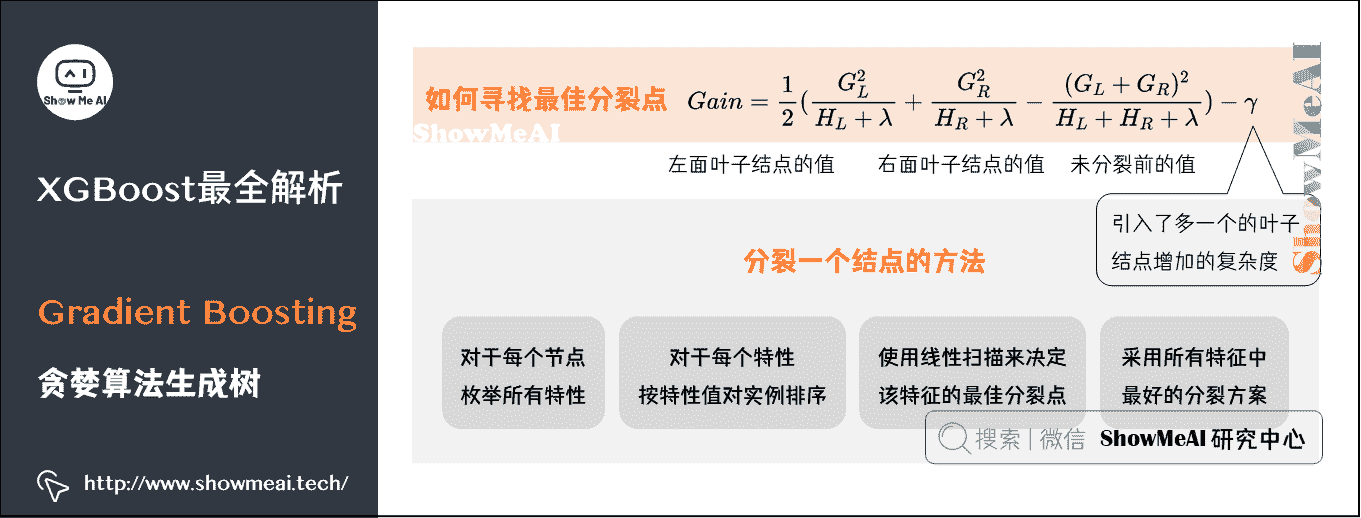 Show Me AI
XGBoost最全解析
Gradient Boosting
贪婪算法生成树
http://www.showmeai.tech/
如何寻找最佳分裂点
ShowMeAI
Gain = \frac{1}{2}(\frac{G_L^2}{H_L + λ} + \frac{G_R^2}{H_R + λ} − \frac{(G_L + G_R)^2}{H_L + H_R + λ}) − γ
左面叶子结点的值
右面叶子结点的值
未分裂前的值
引入了多一个的叶子
结点增加的复杂度
ShowMeAI
ShowMeAI
分裂一个结点的方法
对于每个节点
枚举所有特性
对于每个特性
按特性值对实例排序
使用线性扫描来决定
该特征的最佳分裂点
采用所有特征中
最好的分裂方案
搜索 | 微信 ShowMeAI 研究中心